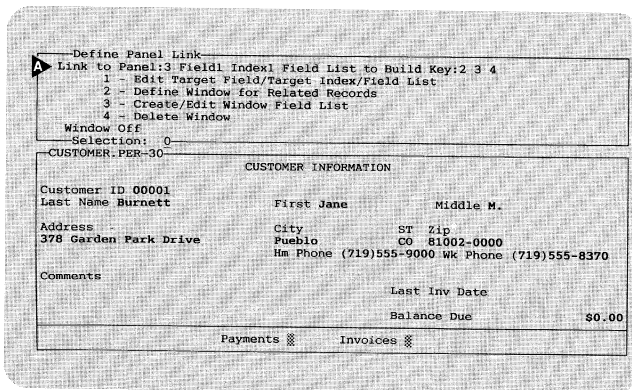 Define Panel Link
A Link to Panel:3 Field1 Index1 Field List to Build Key:2 3 4
1 - Edit Target Field/Target Index/Field List
2 - Define Window for Related Records
3 - Create/Edit Window Field List
4 - Delete Window
Window Off
Selection: 0
CUSTOMER.PER-30
CUSTOMER INFORMATION
Customer ID 00001
Last Name Burnett First Jane Middle M.
Address City ST Zip
378 Garden Park Drive Pueblo CO 81002-0000
Hm Phone (719)555-9000 Wk Phone (719)555-8370
Comments
Last Inv Date
Balance Due $0.00
Payments Invoices